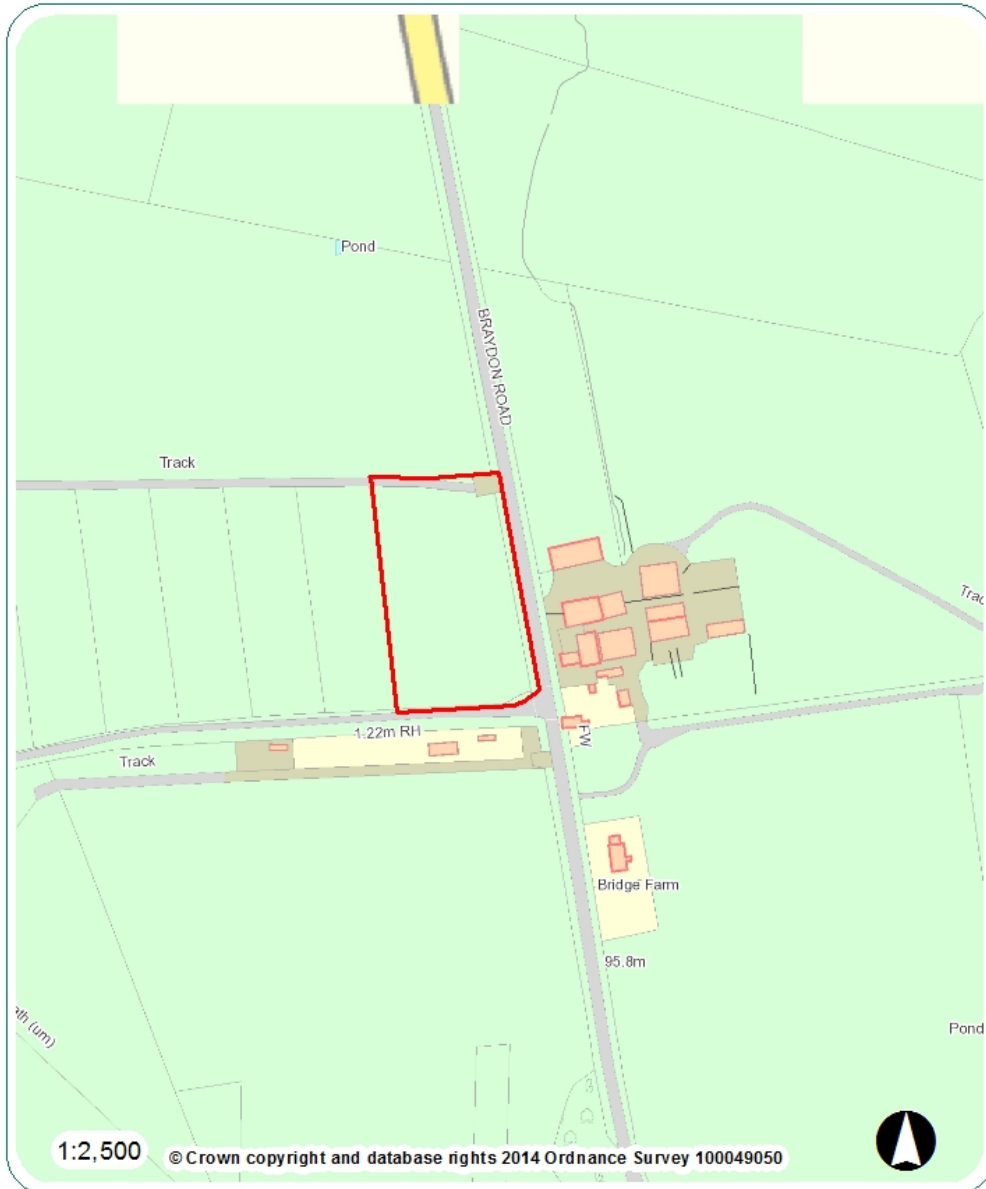 Pond
BRAYDON ROAD
Track
1.22m RH
FW
Track
Bridge Farm
95.8m
Pond
1:2,500
© Crown copyright and database rights 2014 Ordnance Survey 100049050